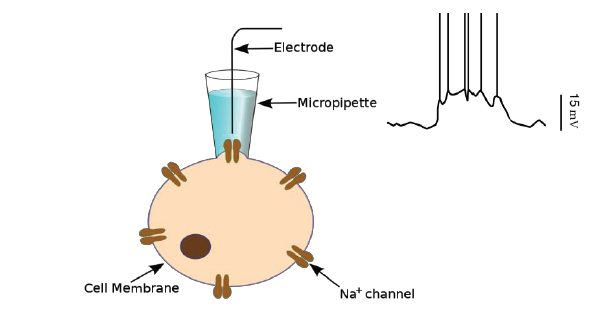 Electrode
Micropipette
15 mV
Cell Membrane
Na⁺ channel